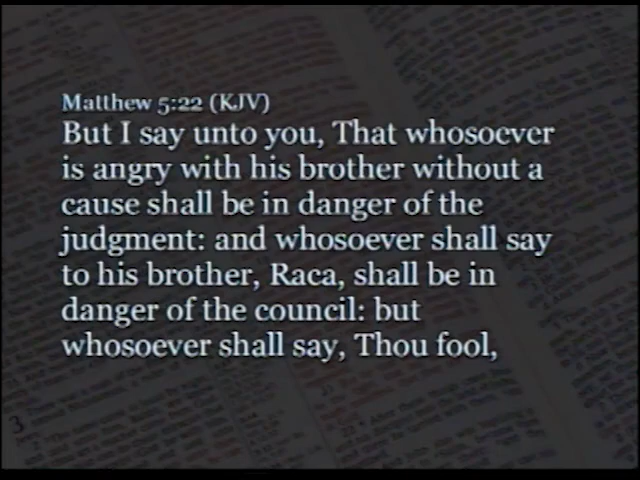 Matthew 5:22 (KJV)
But I say unto you, That whosoever
is angry with his brother without a
cause shall be in danger of the
judgment: and whosoever shall say
to his brother, Raca, shall be in
danger of the council: but
whosoever shall say, Thou fool,